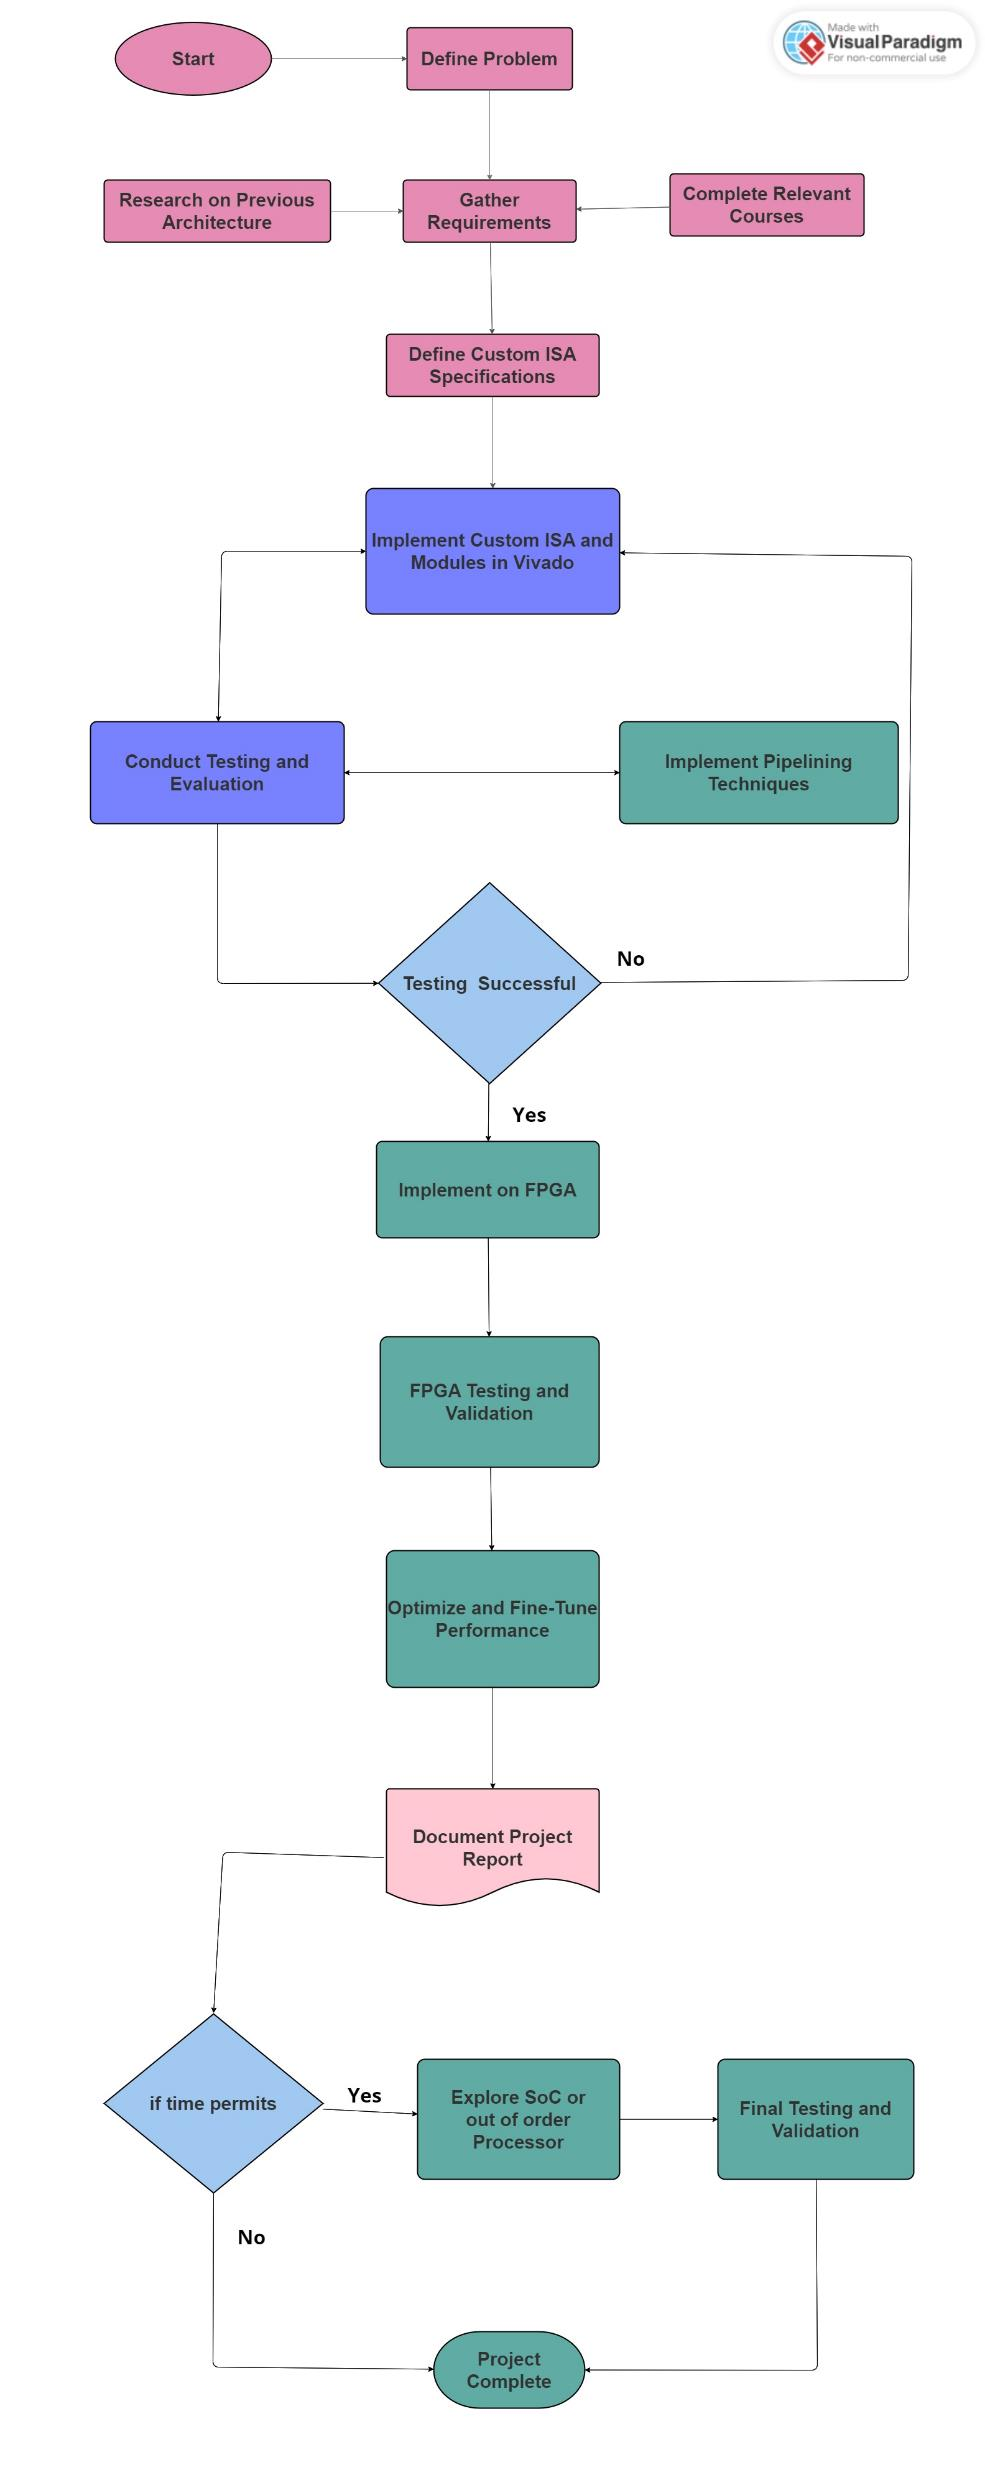 Made with
Visual Paradigm
For non-commercial use
Start
Define Problem
Research on Previous
Architecture
Gather
Requirements
Complete Relevant
Courses
Define Custom ISA
Specifications
Implement Custom ISA and
Modules in Vivado
Conduct Testing and
Evaluation
Implement Pipelining
Techniques
Testing  Successful
No
Yes
Implement on FPGA
FPGA Testing and
Validation
Optimize and Fine-Tune
Performance
Document Project
Report
if time permits
Yes
Explore SoC or
out of order
Processor
Final Testing and
Validation
No
Project
Complete